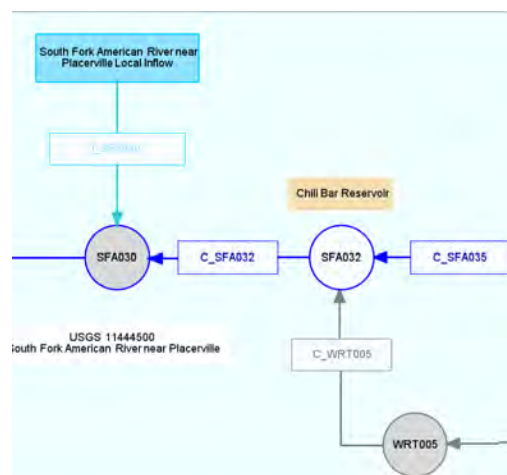 South Fork American River near
Placerville Local Inflow
Chili Bar Reservoir
SFA030
C_SFA032
SFA032
C_SFA035
USGS 11444500
South Fork American River near Placerville
C_WRT005
WRT005